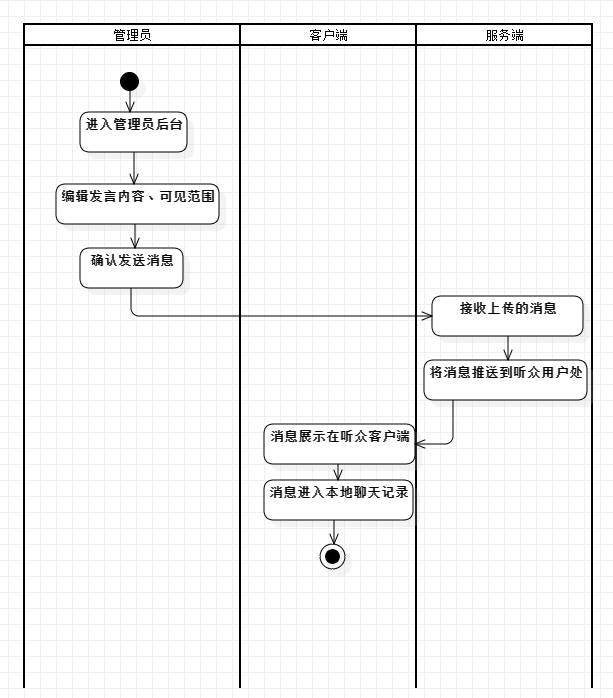 管理员
客户端
服务端
进入管理员后台
编辑发言内容、可见范围
确认发送消息
接收上传的消息
将消息推送到听众用户处
消息展示在听众客户端
消息进入本地聊天记录